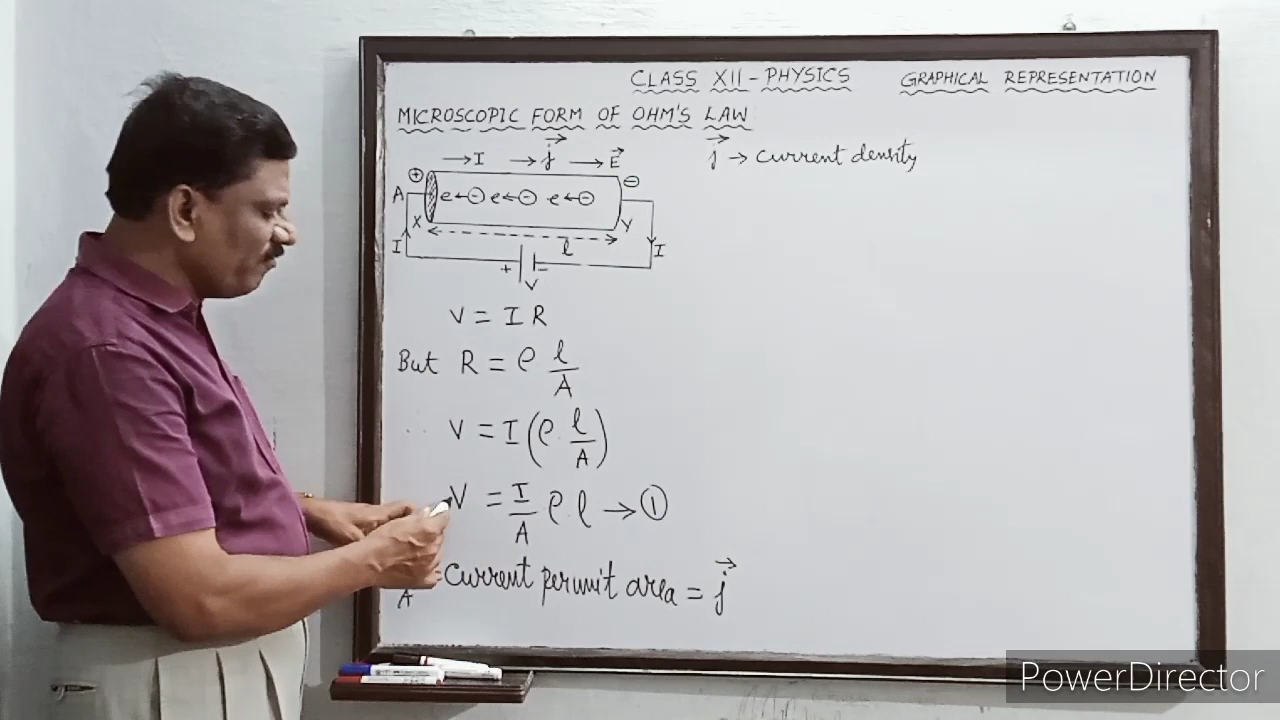 CLASS XII - PHYSICS GRAPHICAL REPRESENTATION
MICROSCOPIC FORM OF OHM'S LAW
→ I → j⃗ → E⃗
j⃗ → Current density
⊕ ⊖
A e←⊖ e←⊖ e←⊖
X Y
I l I
+ −
V
V = I R
But R = ρ l/A
∴ V = I (ρ l/A)
V = I/A ρ l → ①
A = Current per unit area = j⃗
PowerDirector